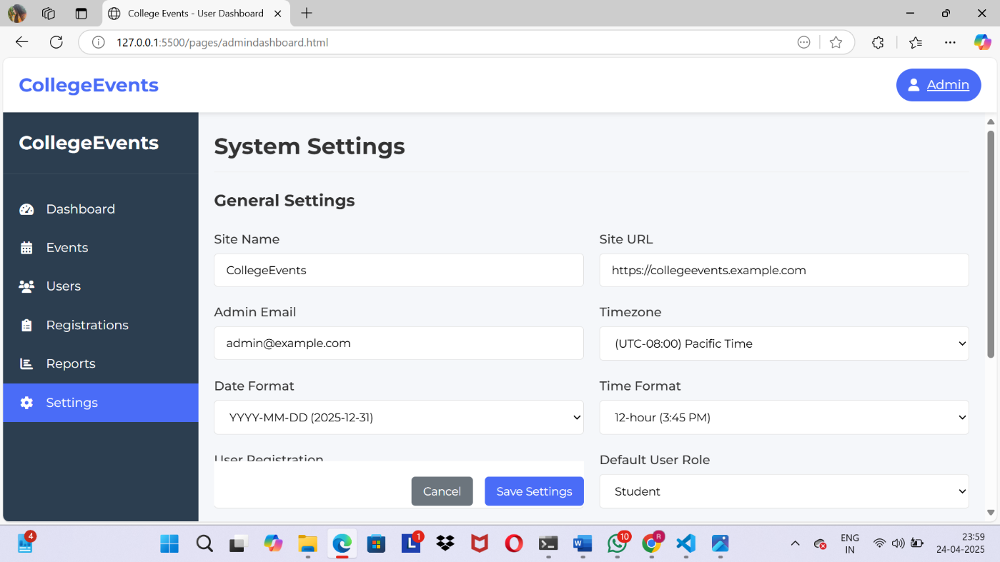 College Events - User Dashboard
127.0.0.1:5500/pages/admindashboard.html
CollegeEvents
Admin
CollegeEvents
Dashboard
Events
Users
Registrations
Reports
Settings
System Settings
General Settings
Site Name
Site URL
CollegeEvents
https://collegeevents.example.com
Admin Email
Timezone
admin@example.com
(UTC-08:00) Pacific Time
Date Format
Time Format
YYYY-MM-DD (2025-12-31)
12-hour (3:45 PM)
User Registration
Default User Role
Cancel
Save Settings
Student
4
1
10
R
ENG
IN
23:59
24-04-2025